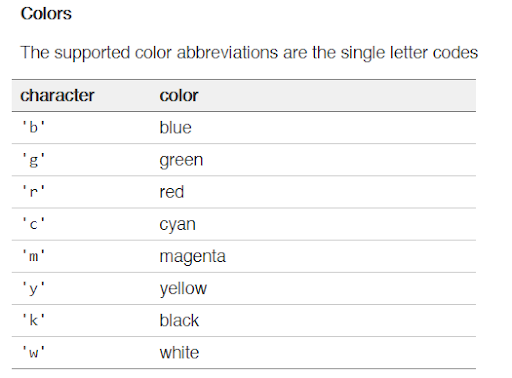 Colors
The supported color abbreviations are the single letter codes
character color
'b' blue
'g' green
'r' red
'c' cyan
'm' magenta
'y' yellow
'k' black
'w' white